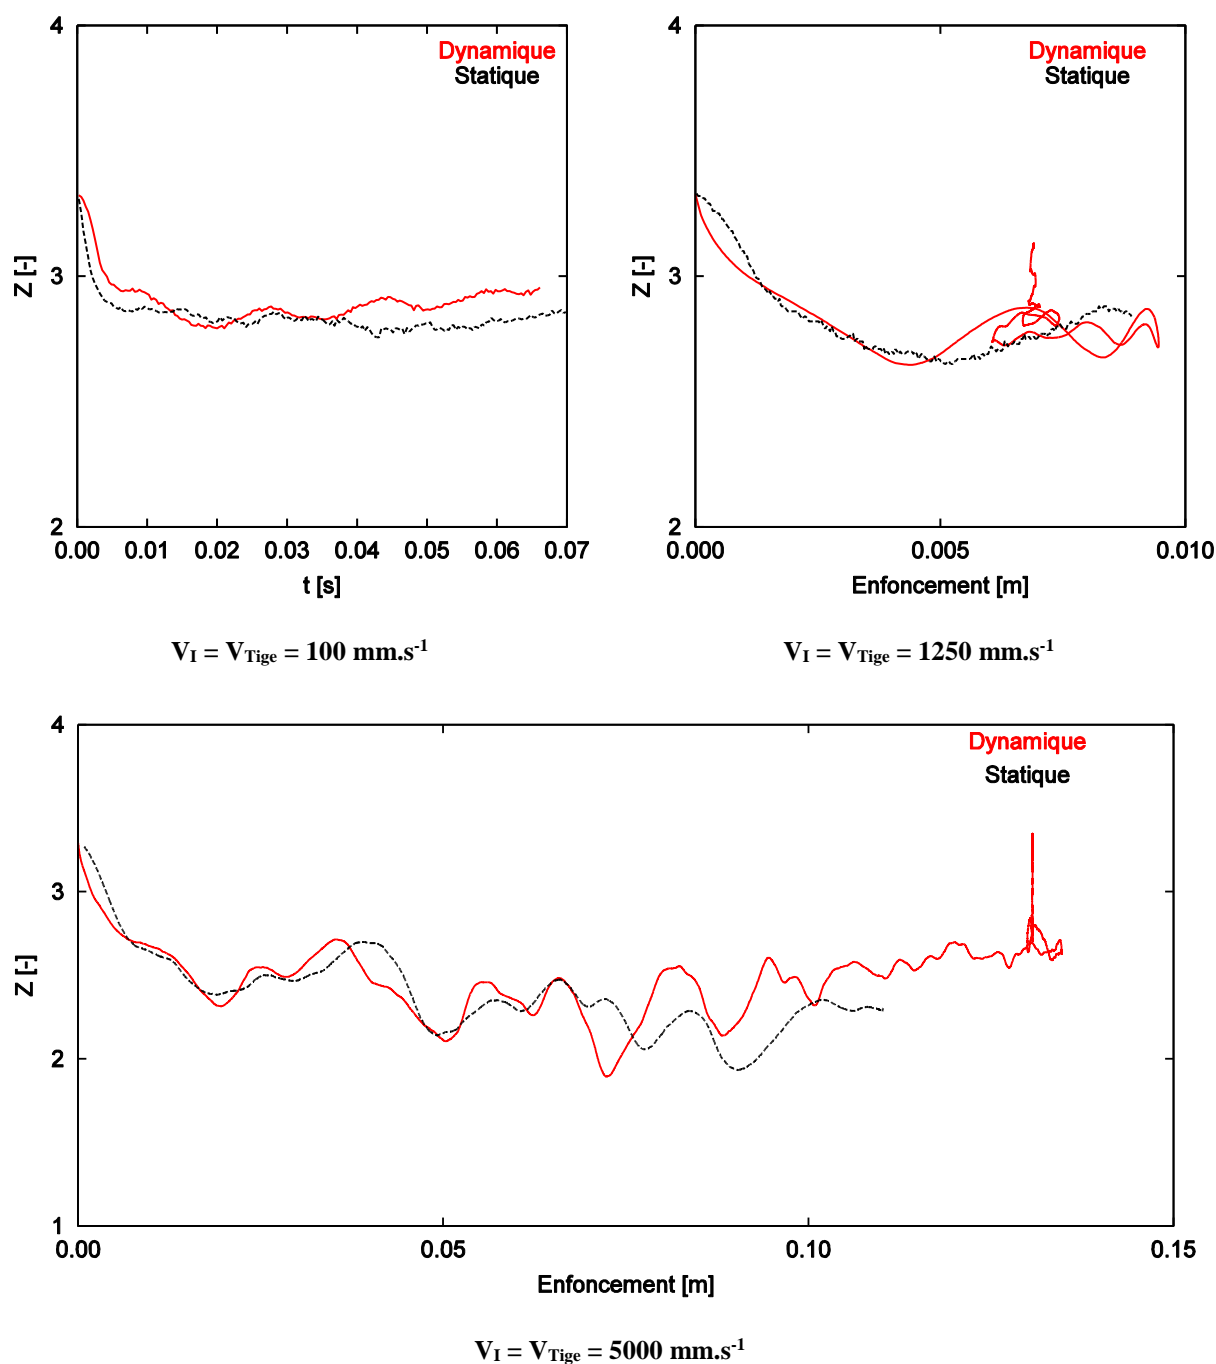 4
Dynamique
Statique
3
Z [-]
2
0.00 0.01 0.02 0.03 0.04 0.05 0.06 0.07
t [s]
V_I = V_Tige = 100 mm.s⁻¹
4
Dynamique
Statique
3
Z [-]
2
0.000 0.005 0.010
Enfoncement [m]
V_I = V_Tige = 1250 mm.s⁻¹
4
Dynamique
Statique
3
Z [-]
2
1
0.00 0.05 0.10 0.15
Enfoncement [m]
V_I = V_Tige = 5000 mm.s⁻¹